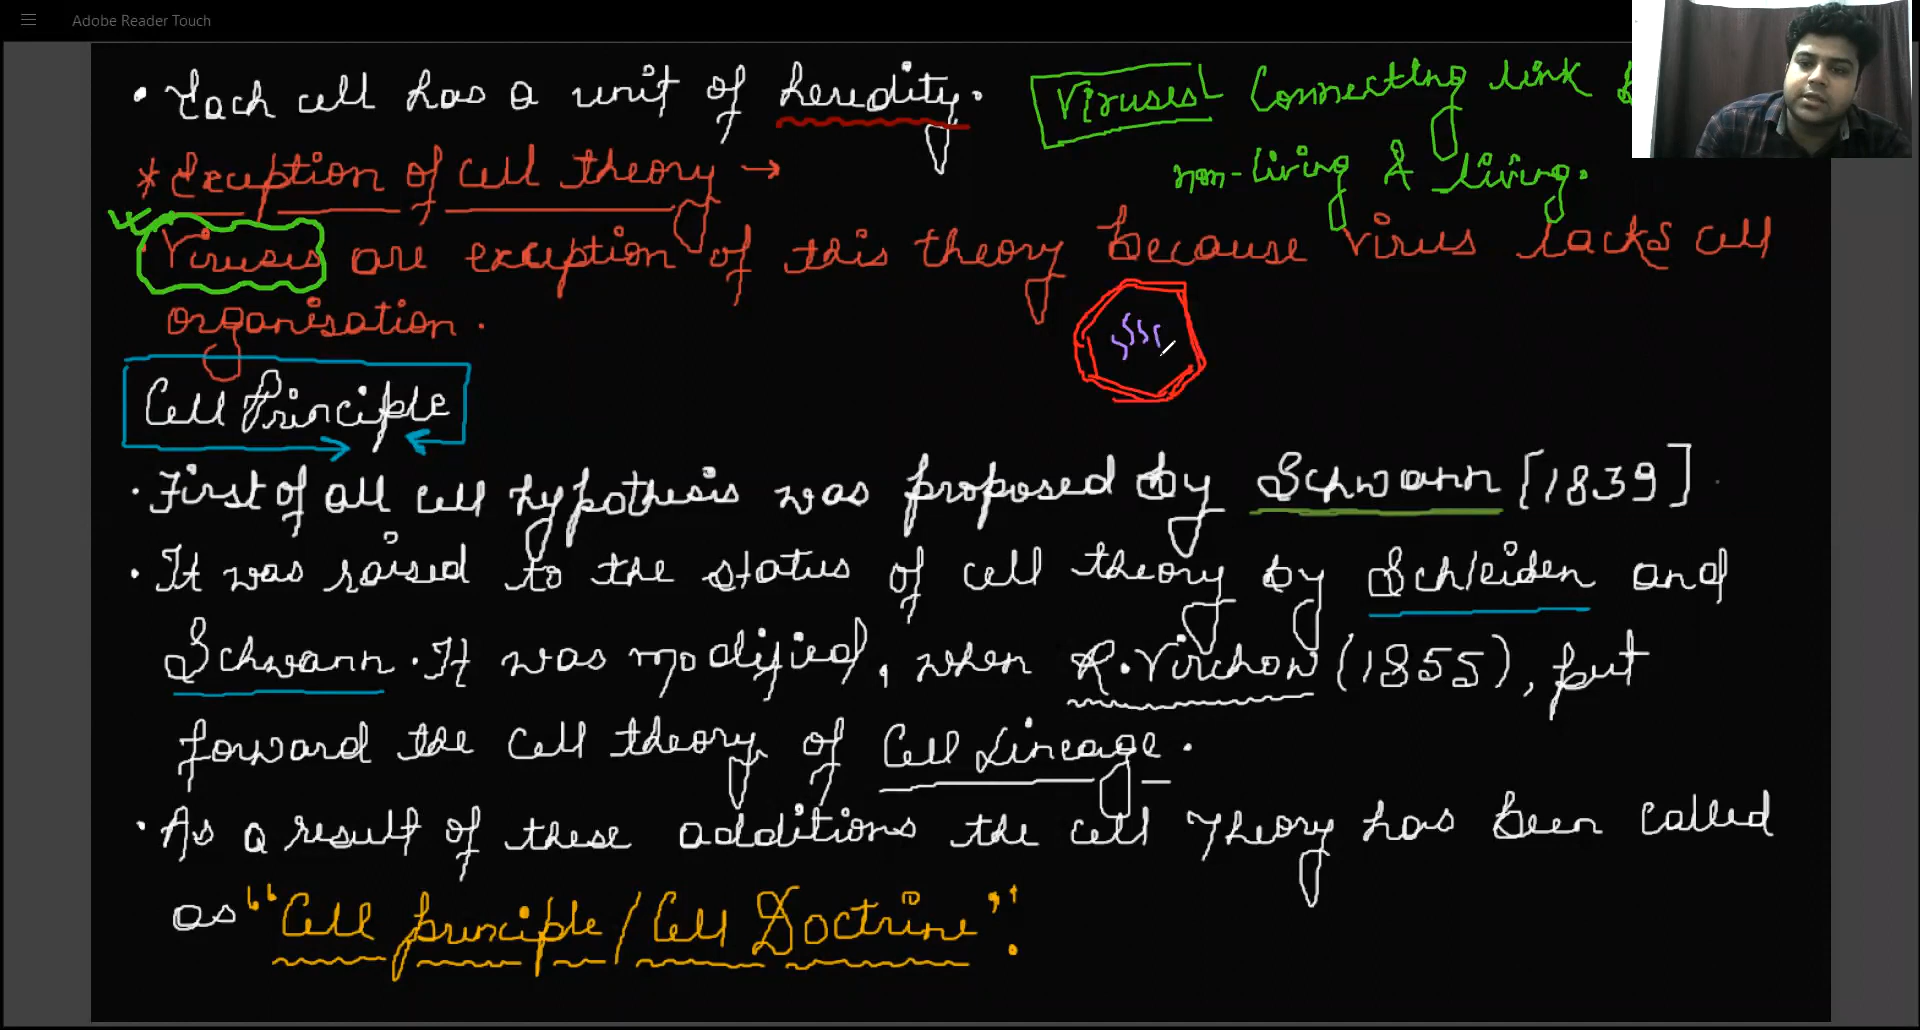 Adobe Reader Touch
• Each cell has a unit of heredity.
Viruses Connecting link
non-living & living.
* Exception of cell theory →
Viruses are exception of this theory because virus lacks cell
organisation.
Cell Principle
• First of all cell hypothesis was proposed by Schwann [1839]
• It was raised to the status of cell theory by Schleiden and
Schwann. It was modified, when R. Virchow (1855), put
forward the cell theory of Cell Lineage.
• As a result of these additions the cell Theory has been called
as "Cell principle/Cell Doctrine".